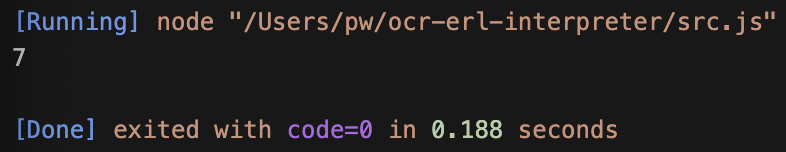 [Running] node "/Users/pw/ocr-erl-interpreter/src.js"
7
[Done] exited with code=0 in 0.188 seconds